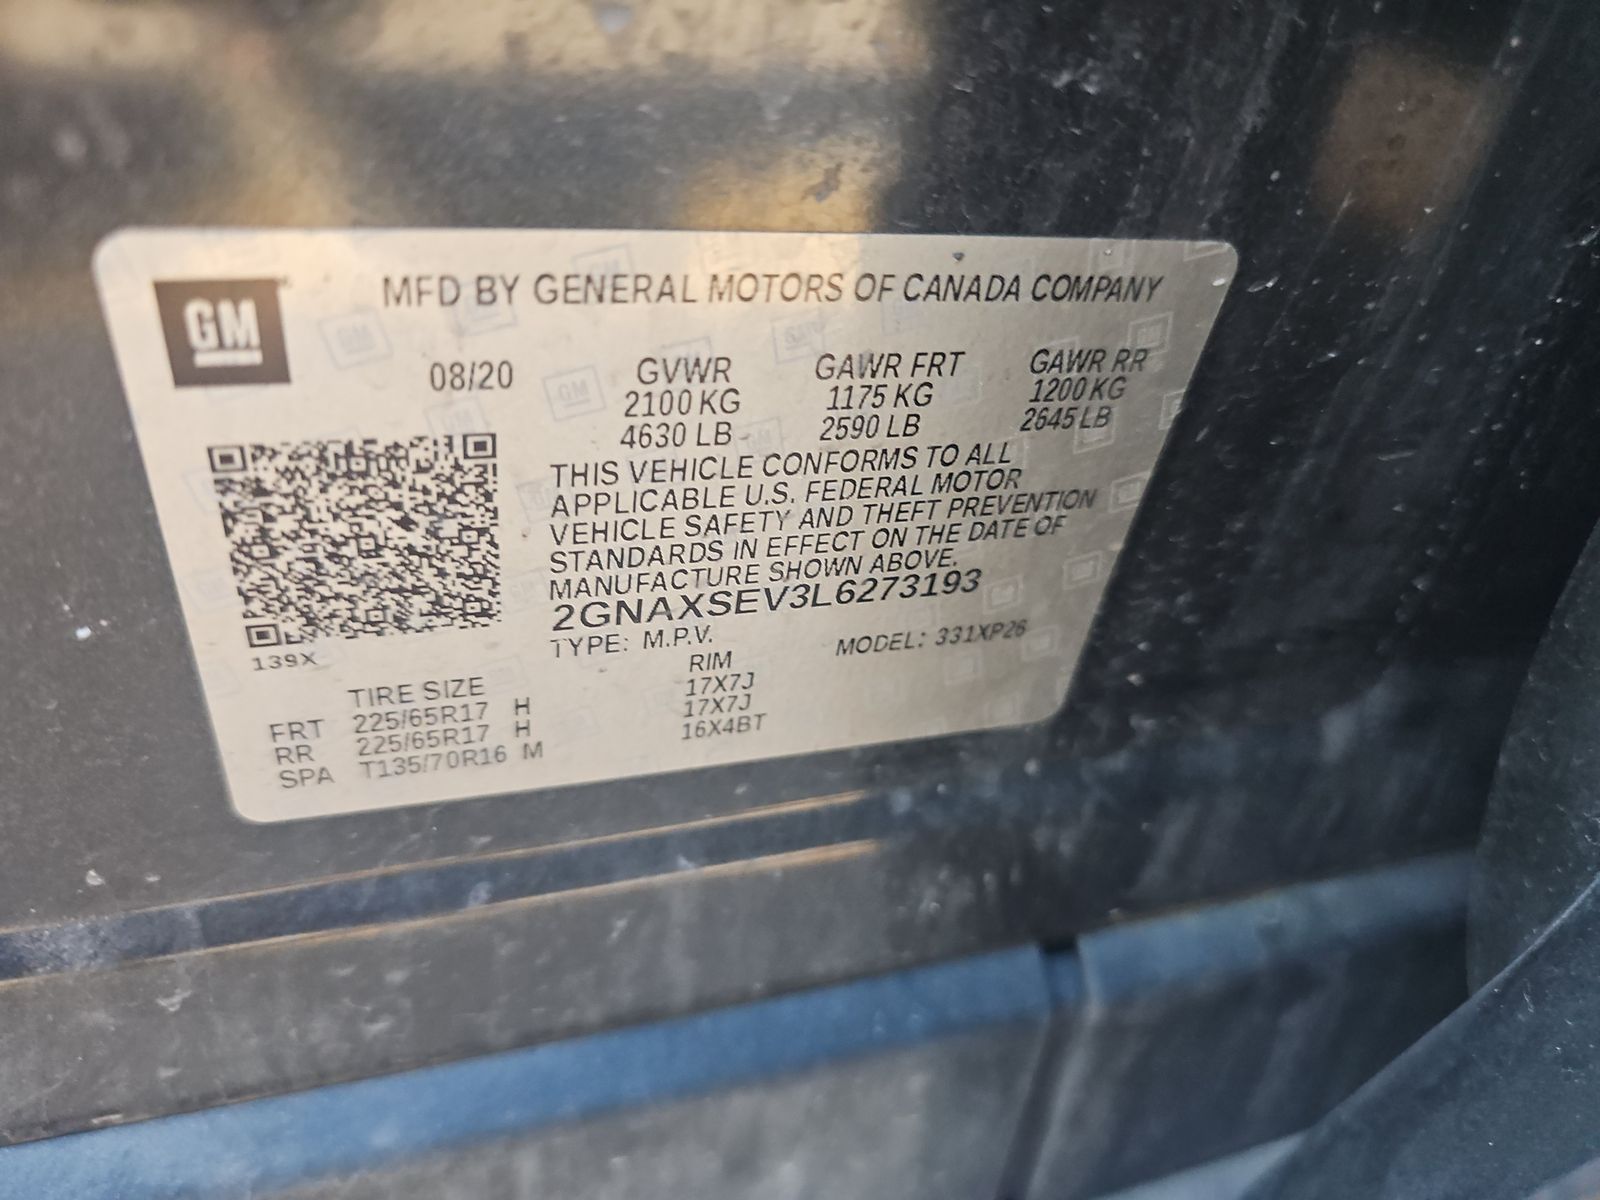 GM
MFD BY GENERAL MOTORS OF CANADA COMPANY
08/20 GVWR GAWR FRT GAWR RR
2100 KG 1175 KG 1200 KG
4630 LB 2590 LB 2645 LB
THIS VEHICLE CONFORMS TO ALL
APPLICABLE U.S. FEDERAL MOTOR
VEHICLE SAFETY AND THEFT PREVENTION
STANDARDS IN EFFECT ON THE DATE OF
MANUFACTURE SHOWN ABOVE.
2GNAXSEV3L6273193
TYPE: M.P.V. MODEL: 331XP26
139X
TIRE SIZE RIM
FRT 225/65R17 H 17X7J
RR 225/65R17 H 17X7J
SPA T135/70R16 M 16X4BT